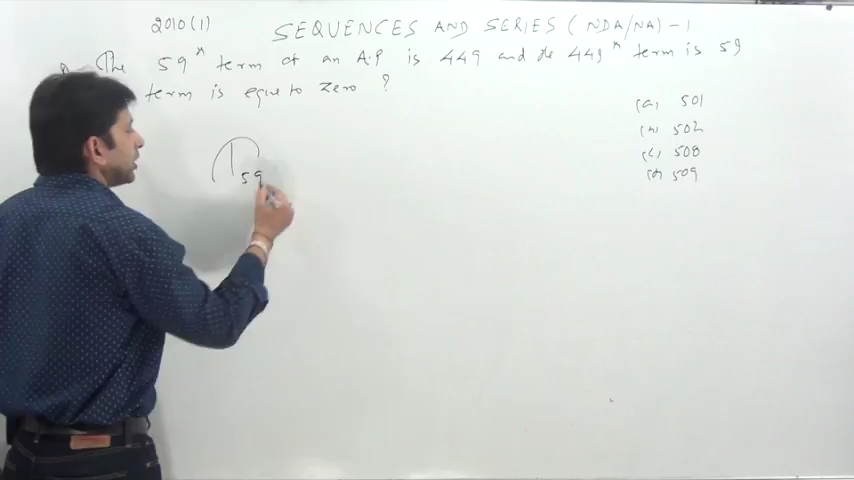 2010(1) SEQUENCES AND SERIES (NDA/NA) - 1
The 59th term of an A.P is 449 and the 449th term is 59
term is equal to zero ?
(a) 501
(b) 502
(c) 508
(d) 509
T59